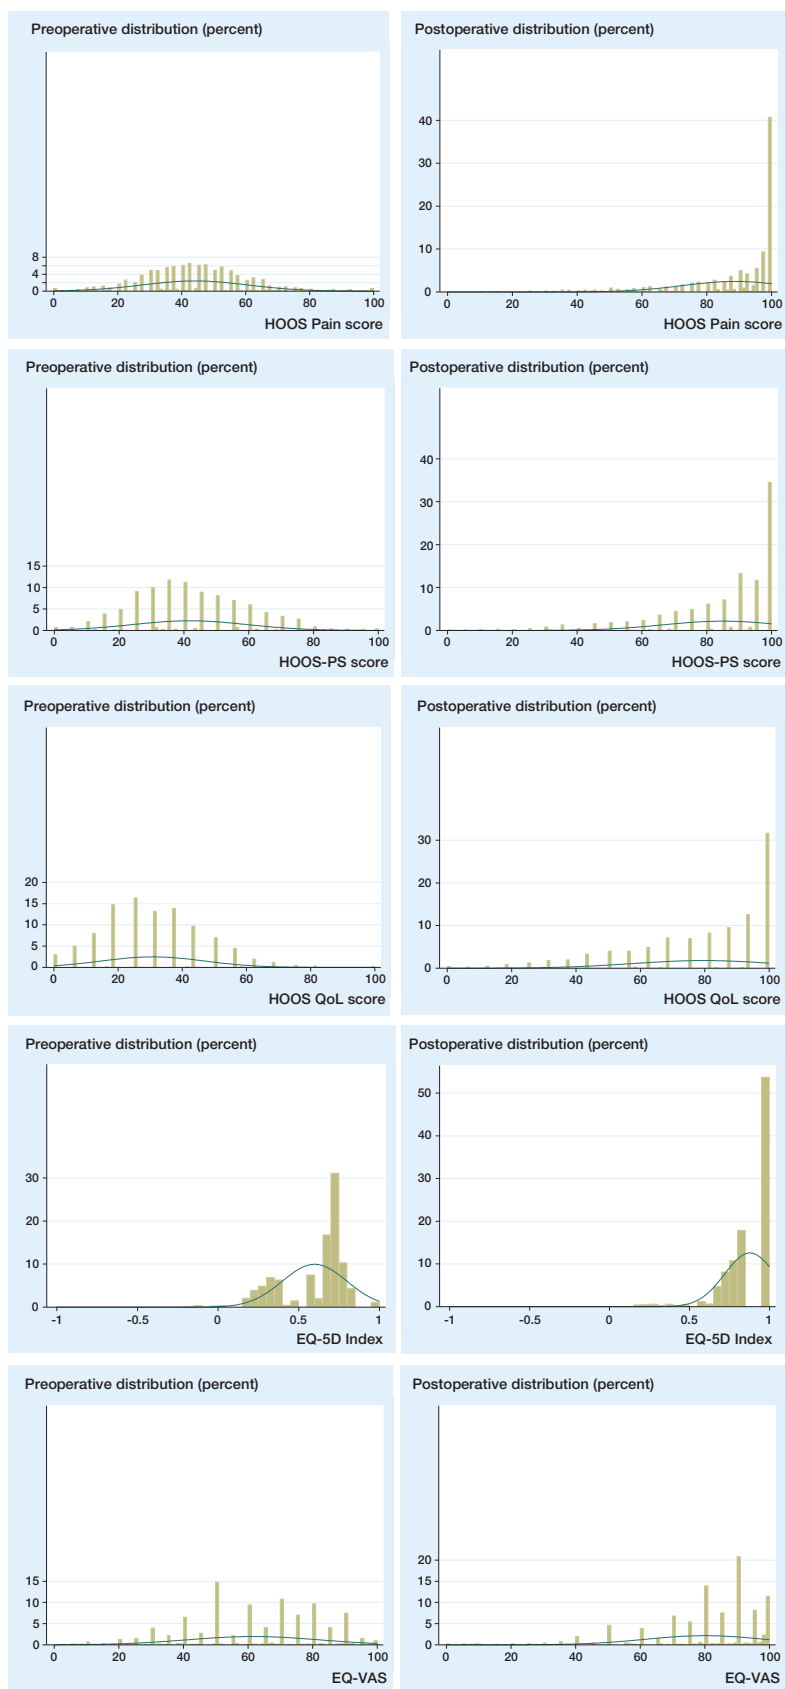 Preoperative distribution (percent)
8
4
0
0 20 40 60 80 100
HOOS Pain score
Postoperative distribution (percent)
40
30
20
10
0
0 20 40 60 80 100
HOOS Pain score
Preoperative distribution (percent)
15
10
5
0
0 20 40 60 80 100
HOOS-PS score
Postoperative distribution (percent)
40
30
20
10
0
0 20 40 60 80 100
HOOS-PS score
Preoperative distribution (percent)
20
15
10
5
0
0 20 40 60 80 100
HOOS QoL score
Postoperative distribution (percent)
30
20
10
0
0 20 40 60 80 100
HOOS QoL score
Preoperative distribution (percent)
30
20
10
0
-1 -0.5 0 0.5 1
EQ-5D Index
Postoperative distribution (percent)
50
40
30
20
10
0
-1 -0.5 0 0.5 1
EQ-5D Index
Preoperative distribution (percent)
15
10
5
0
0 20 40 60 80 100
EQ-VAS
Postoperative distribution (percent)
20
15
10
5
0
0 20 40 60 80 100
EQ-VAS